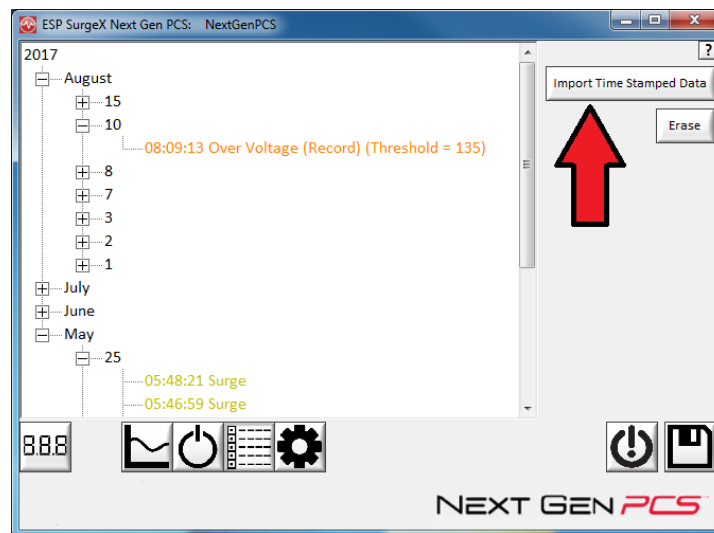 ESP SurgeX Next Gen PCS: NextGenPCS
2017
August
15
10
08:09:13 Over Voltage (Record) (Threshold = 135)
8
7
3
2
1
July
June
May
25
05:48:21 Surge
05:46:59 Surge
?
Import Time Stamped Data
Erase
8.8.8
NEXT GEN PCS